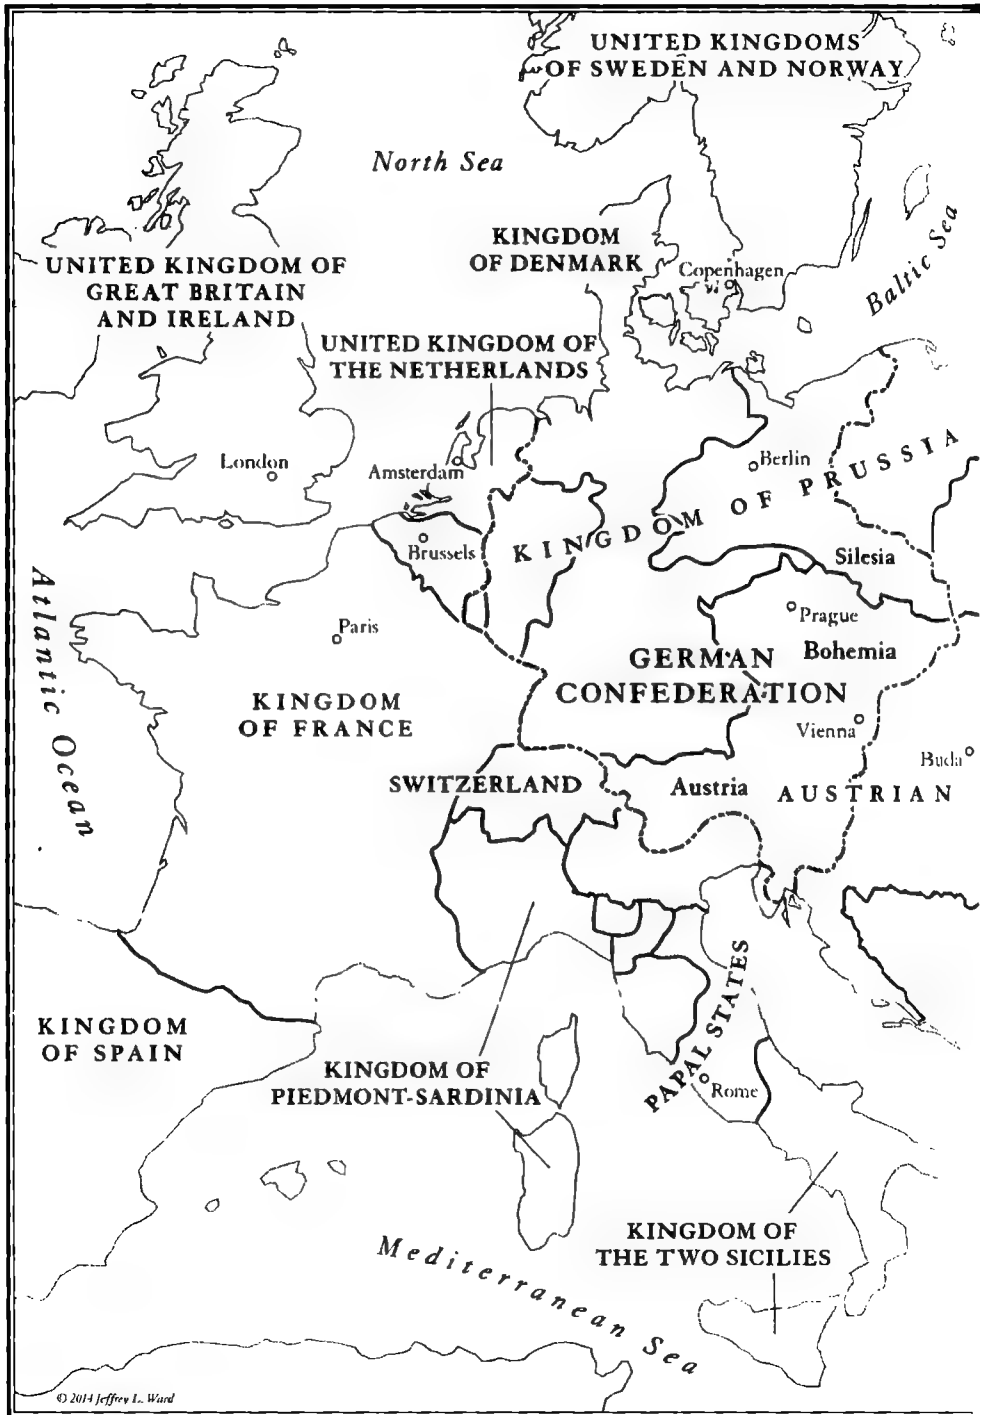 UNITED KINGDOMS
OF SWEDEN AND NORWAY
North Sea
KINGDOM
OF DENMARK
Copenhagen
Baltic Sea
UNITED KINGDOM OF
GREAT BRITAIN
AND IRELAND
UNITED KINGDOM OF
THE NETHERLANDS
London
Amsterdam
Berlin
KINGDOM OF PRUSSIA
Brussels
Silesia
Atlantic Ocean
Paris
Prague
Bohemia
GERMAN
CONFEDERATION
KINGDOM
OF FRANCE
Vienna
Buda
SWITZERLAND
Austria
AUSTRIAN
PAPAL STATES
KINGDOM
OF SPAIN
KINGDOM OF
PIEDMONT-SARDINIA
Rome
KINGDOM OF
THE TWO SICILIES
Mediterranean Sea
© 2014 Jeffrey L. Ward